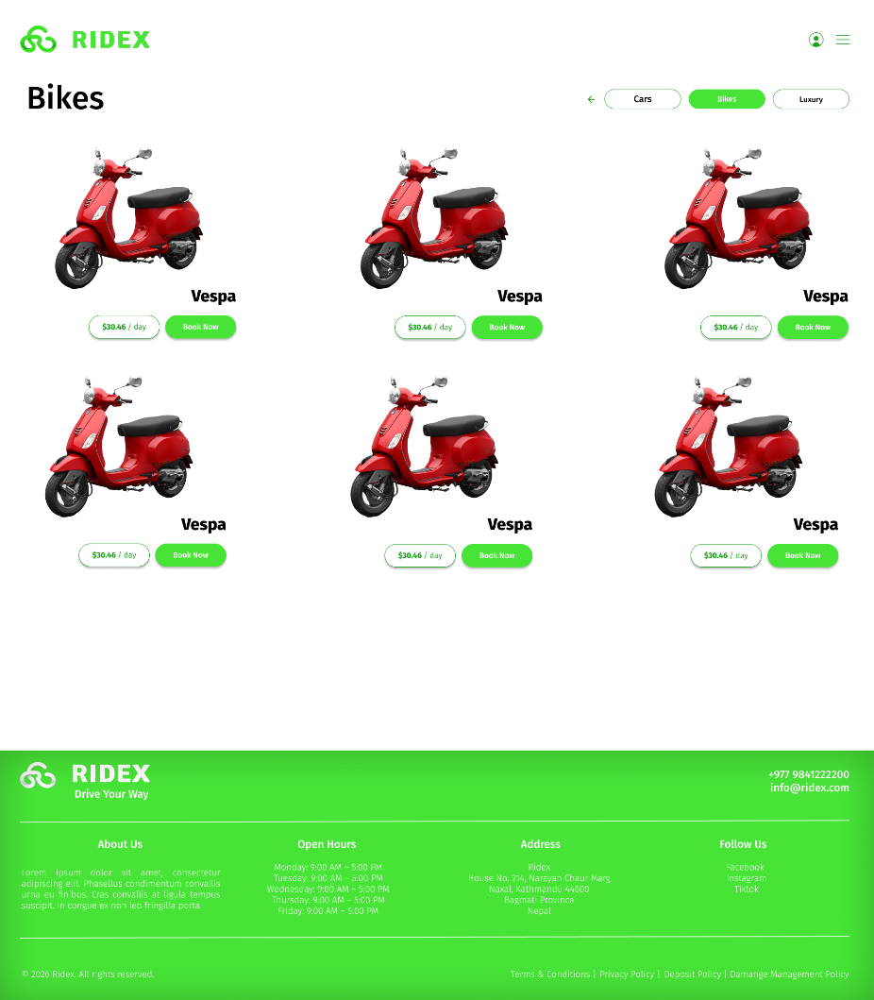 RIDEX
Bikes
Cars
Bikes
Luxury
Vespa
$30.46 / day
Book Now
Vespa
$30.46 / day
Book Now
Vespa
$30.46 / day
Book Now
Vespa
$30.46 / day
Book Now
Vespa
$30.46 / day
Book Now
Vespa
$30.46 / day
Book Now
RIDEX
Drive Your Way
+977 9841222200
info@ridex.com
About Us
Lorem ipsum dolor sit amet, consectetur
adipiscing elit. Phasellus condimentum convallis
urna eu finibus. Cras convallis at ligula tempus
suscipit. In congue ex non leo fringilla porta.
Open Hours
Monday: 9:00 AM – 5:00 PM
Tuesday: 9:00 AM – 5:00 PM
Wednesday: 9:00 AM – 5:00 PM
Thursday: 9:00 AM – 5:00 PM
Friday: 9:00 AM – 5:00 PM
Address
Ridex
House No. 214, Narayan Chaur Marg
Naxal, Kathmandu 44600
Bagmati Province
Nepal
Follow Us
Facebook
Instagram
Tiktok
© 2026 Ridex. All rights reserved.
Terms & Conditions | Privacy Policy | Deposit Policy | Damange Management Policy